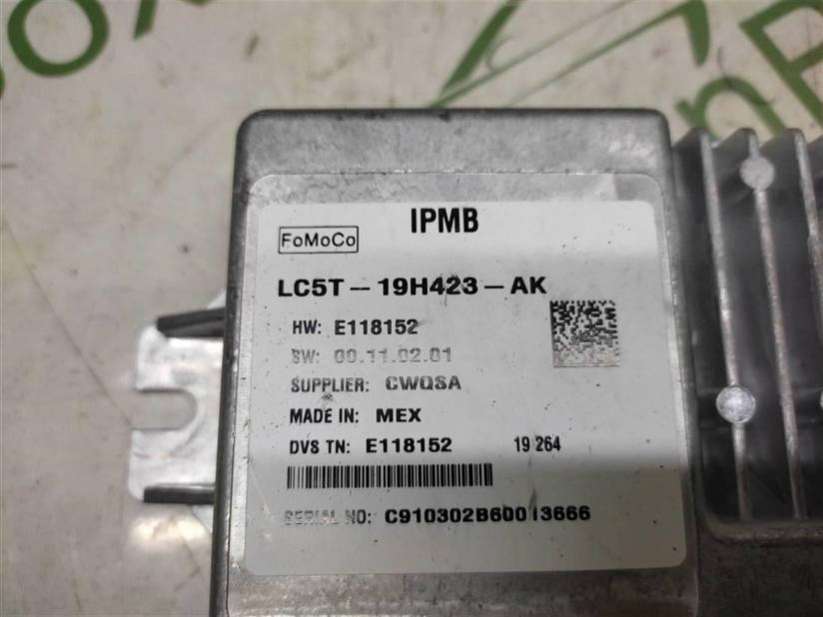 IPMB
FoMoCo
LC5T-19H423-AK
HW: E118152
SW: 00.11.02.01
SUPPLIER: CWQSA
MADE IN: MEX
DVS TN: E118152 19 264
SERIAL NO: C910302B60013666